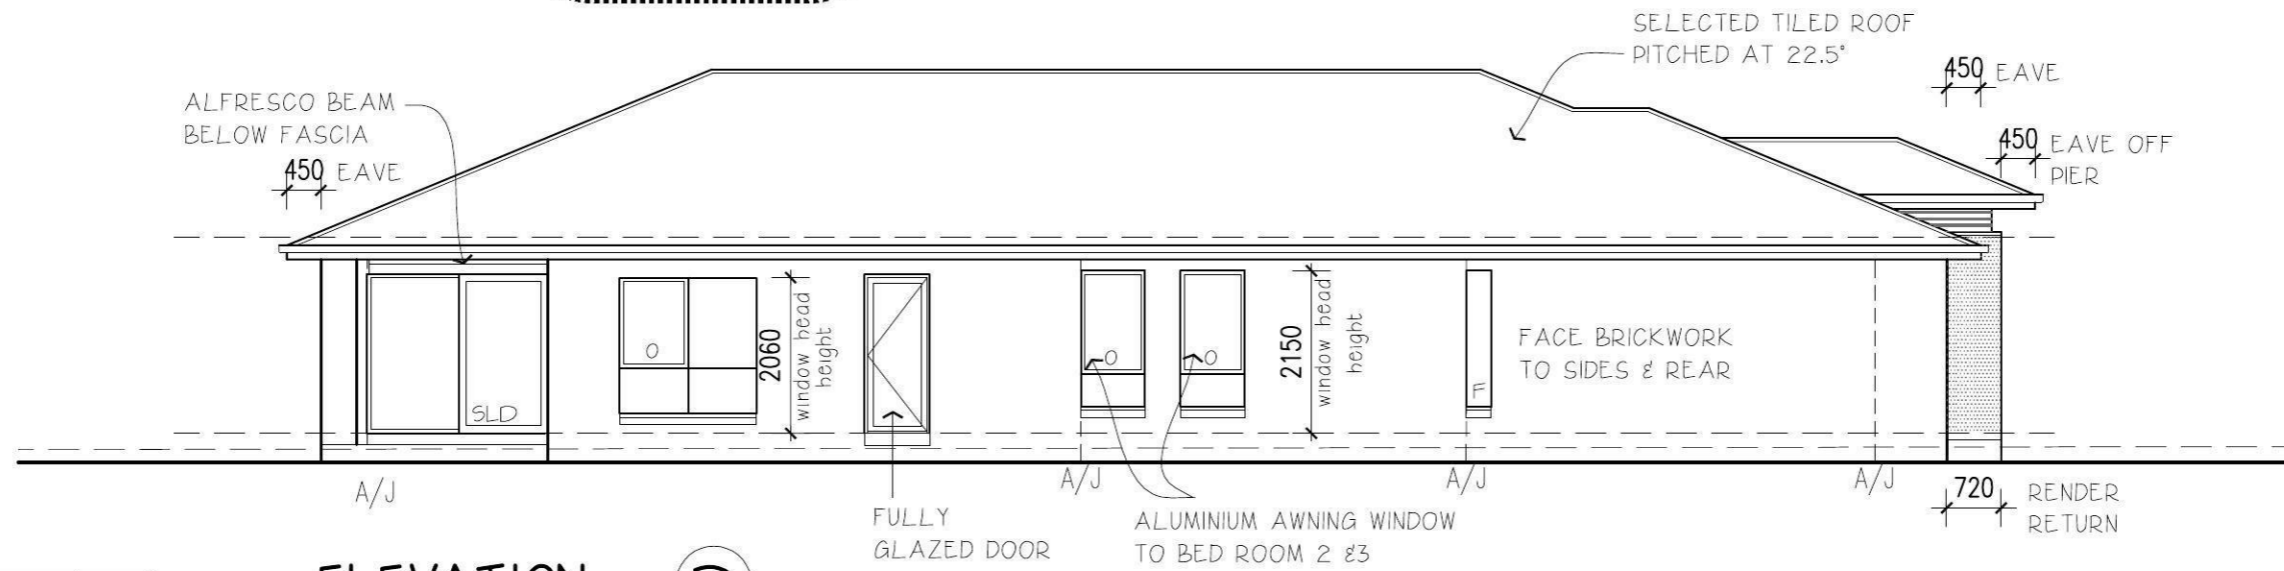 SELECTED TILED ROOF
PITCHED AT 22.5°
450 EAVE
ALFRESCO BEAM
BELOW FASCIA
450 EAVE
450 EAVE OFF
PIER
2060
window head
height
2150
window head
height
O
O
O
F
SLD
FACE BRICKWORK
TO SIDES & REAR
A/J
A/J
A/J
A/J
720 RENDER
RETURN
FULLY
GLAZED DOOR
ALUMINIUM AWNING WINDOW
TO BED ROOM 2 &3
ELEVATION